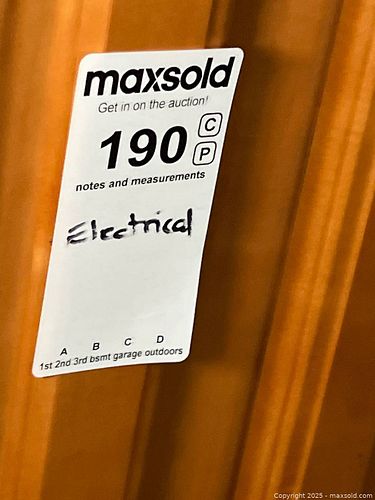 maxsold
Get in on the auction!
190 C
P
notes and measurements
Electrical
A B C D
1st 2nd 3rd bsmt garage outdoors
Copyright 2025 - maxsold.com